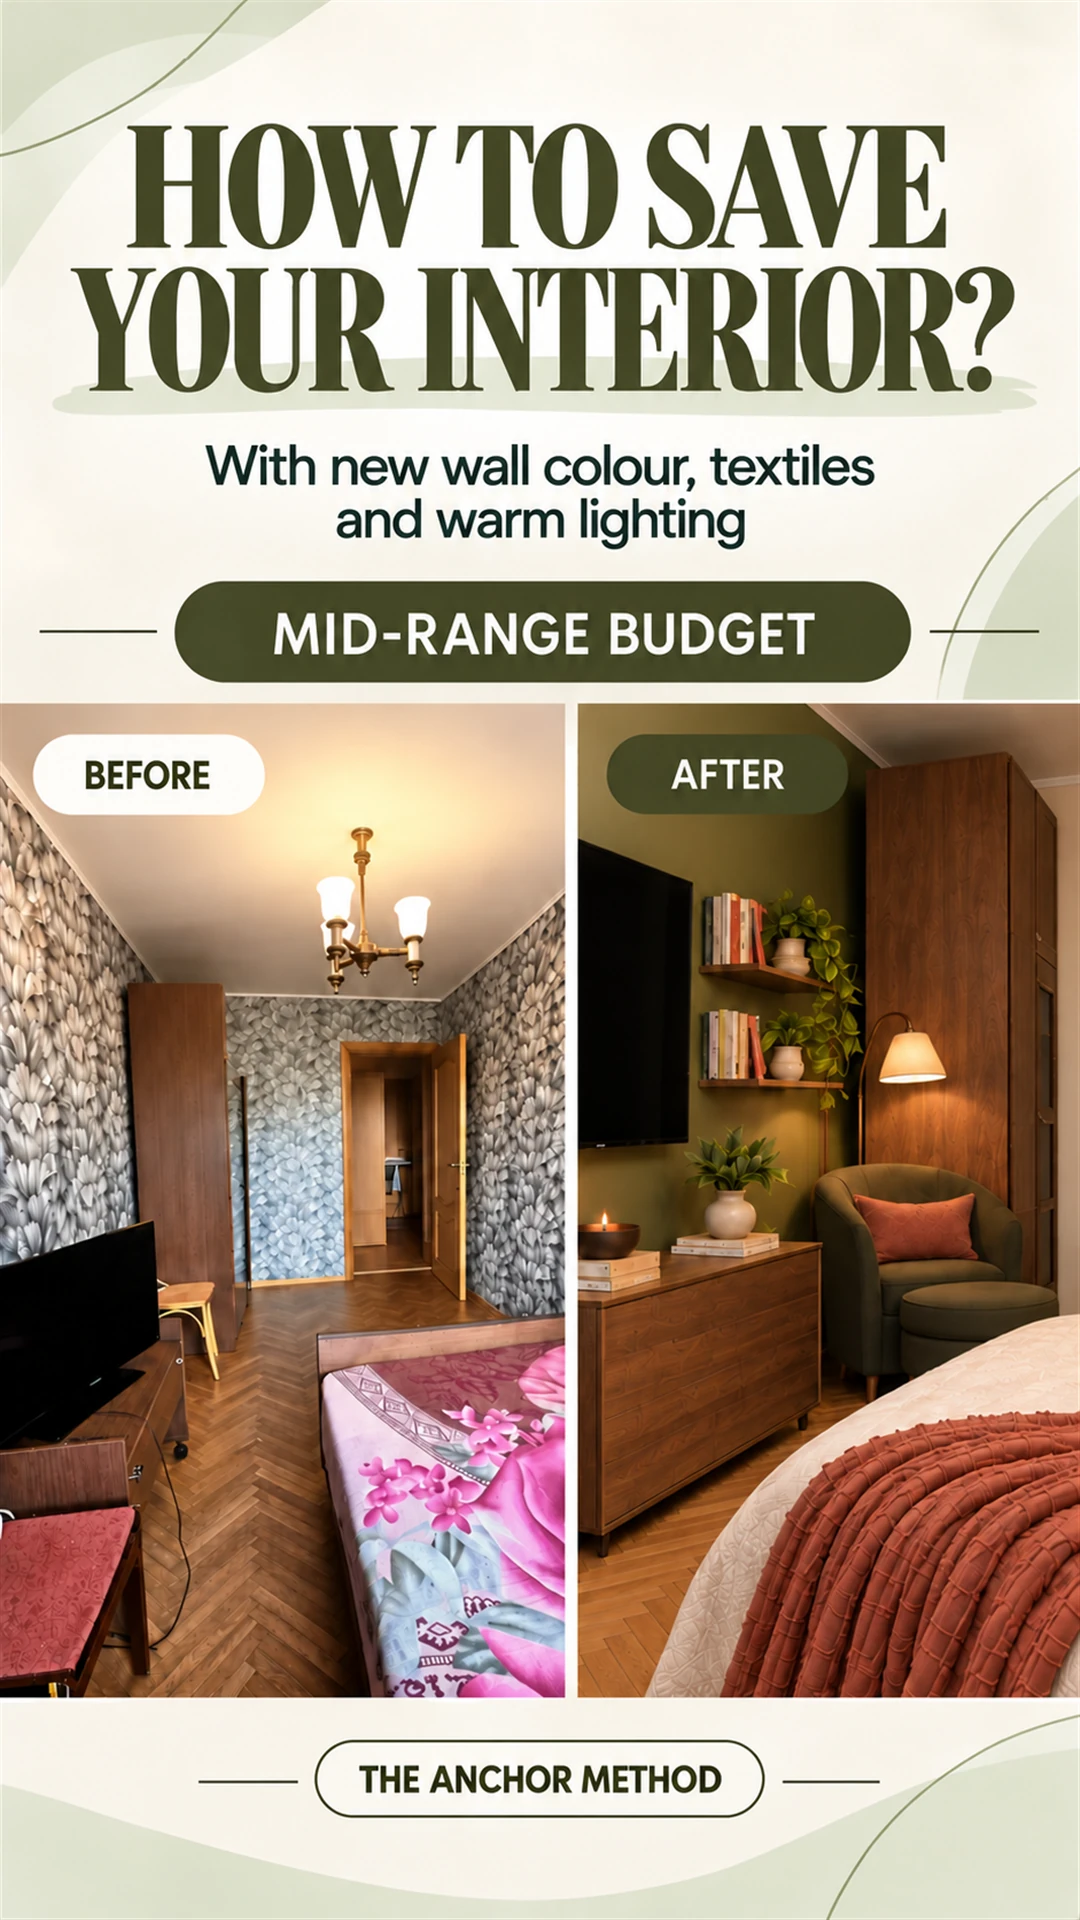 HOW TO SAVE
YOUR INTERIOR?
With new wall colour, textiles
and warm lighting
MID-RANGE BUDGET
BEFORE
AFTER
THE ANCHOR METHOD